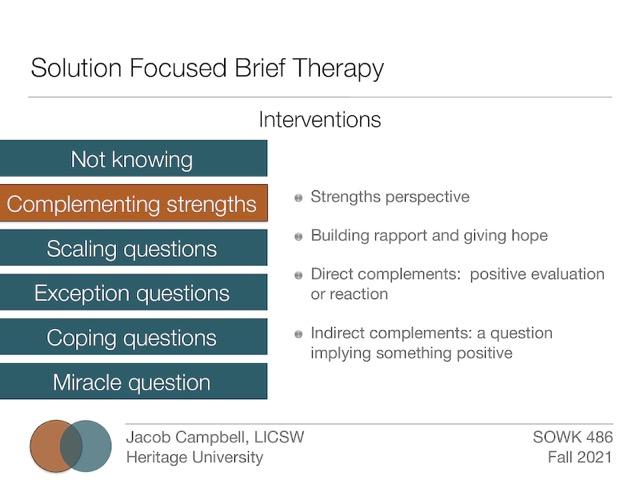 Solution Focused Brief Therapy
Interventions
Not knowing
Complementing strengths
Scaling questions
Exception questions
Coping questions
Miracle question
Strengths perspective
Building rapport and giving hope
Direct complements: positive evaluation
or reaction
Indirect complements: a question
implying something positive
Jacob Campbell, LICSW
Heritage University
SOWK 486
Fall 2021